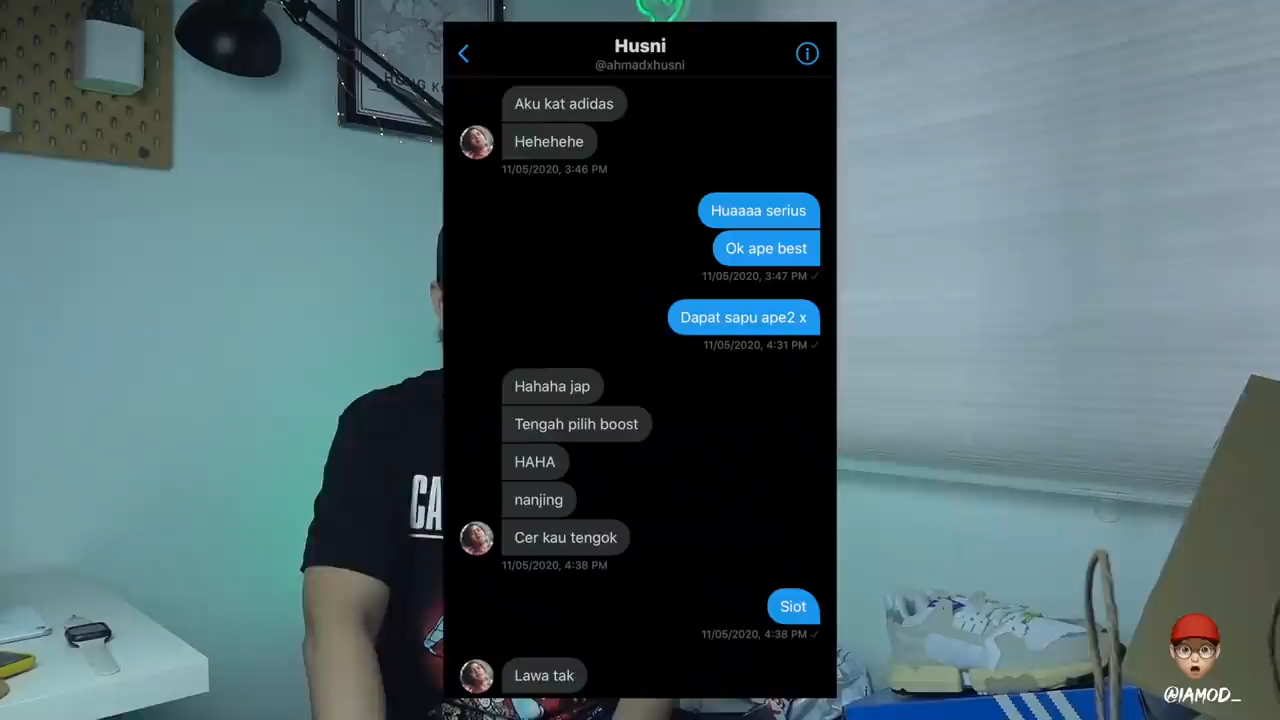 Husni
@ahmadxhusni
Aku kat adidas
Hehehehe
11/05/2020, 3:46 PM
Huaaaa serius
Ok ape best
11/05/2020, 3:47 PM
Dapat sapu ape2 x
11/05/2020, 4:31 PM
Hahaha jap
Tengah pilih boost
HAHA
nanjing
Cer kau tengok
11/05/2020, 4:38 PM
Siot
11/05/2020, 4:38 PM
Lawa tak
CA
@IAMOD_